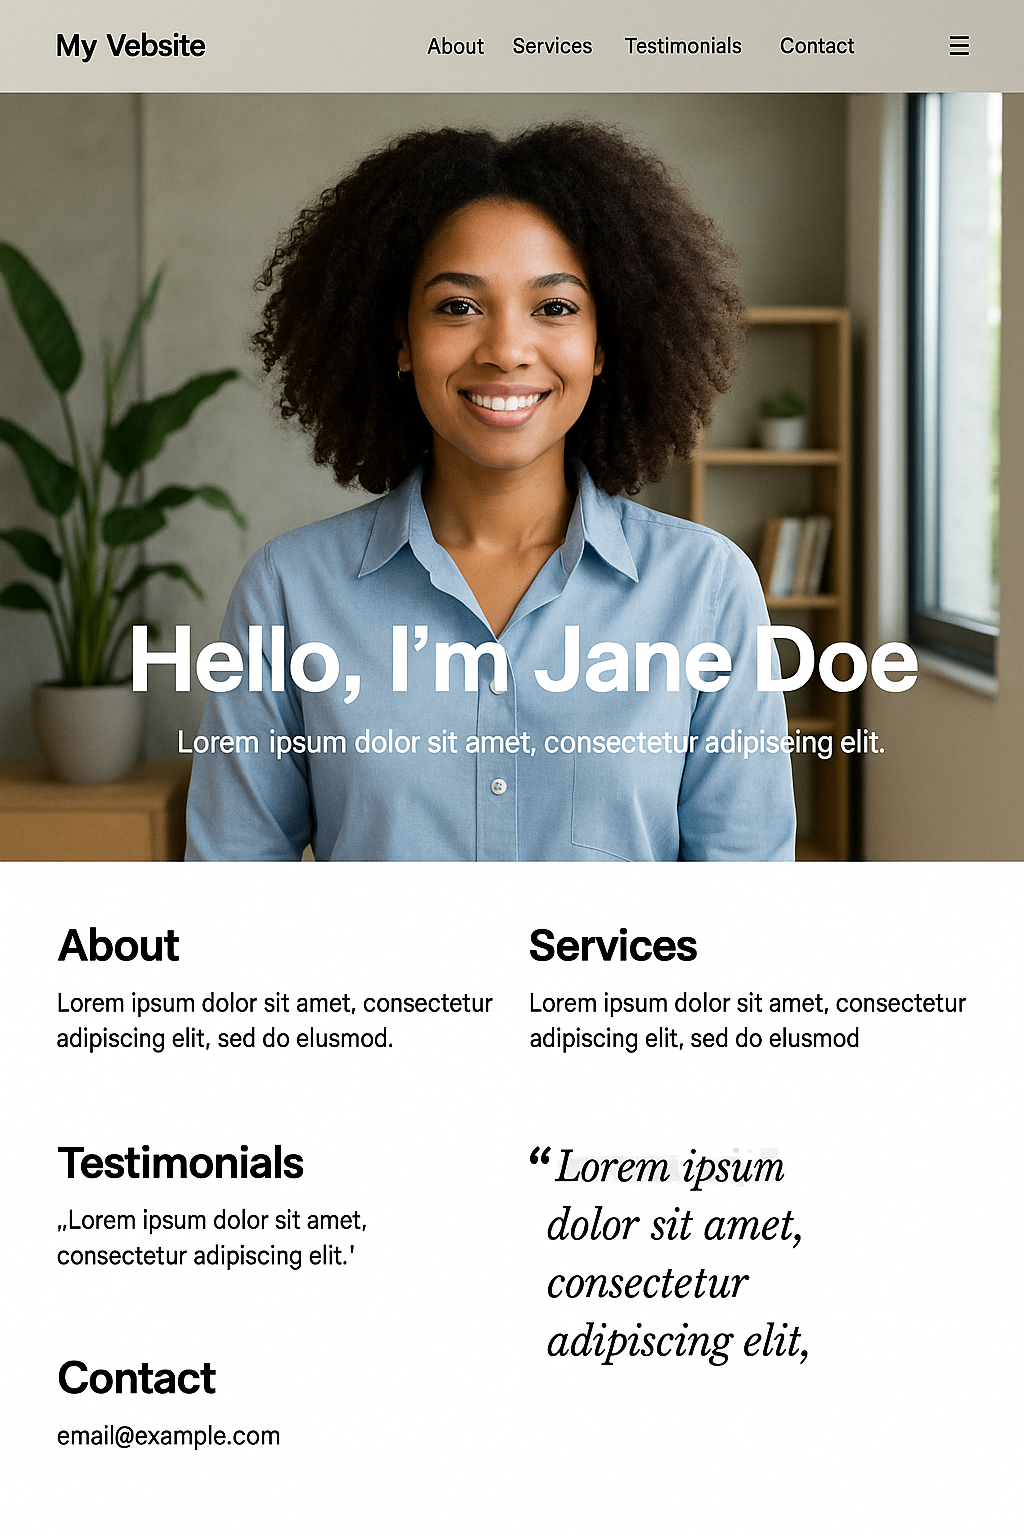 My Vebsite
About Services Testimonials Contact
Hello, I’m Jane Doe
Lorem ipsum dolor sit amet, consectetur adipiseing elit.
About
Lorem ipsum dolor sit amet, consectetur
adipiscing elit, sed do elusmod.
Services
Lorem ipsum dolor sit amet, consectetur
adipiscing elit, sed do elusmod
Testimonials
„Lorem ipsum dolor sit amet,
consectetur adipiscing elit.'
“Lorem ipsum
dolor sit amet,
consectetur
adipiscing elit,
Contact
email@example.com